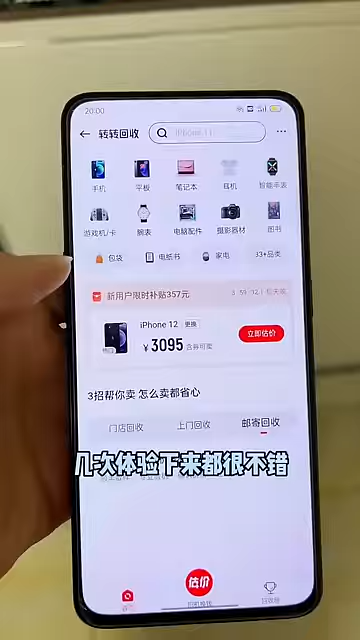 20:00
转转回收
iPhone 11
手机
平板
笔记本
耳机
智能手表
游戏机/卡
腕表
电脑配件
摄影器材
图书
包袋
电纸书
家电
33+品类
新用户限时补贴357元
iPhone 12 更换
¥3095
立即估价
3招帮你卖 怎么卖都省心
门店回收
上门回收
邮寄回收
几次体验下来都很不错
估价